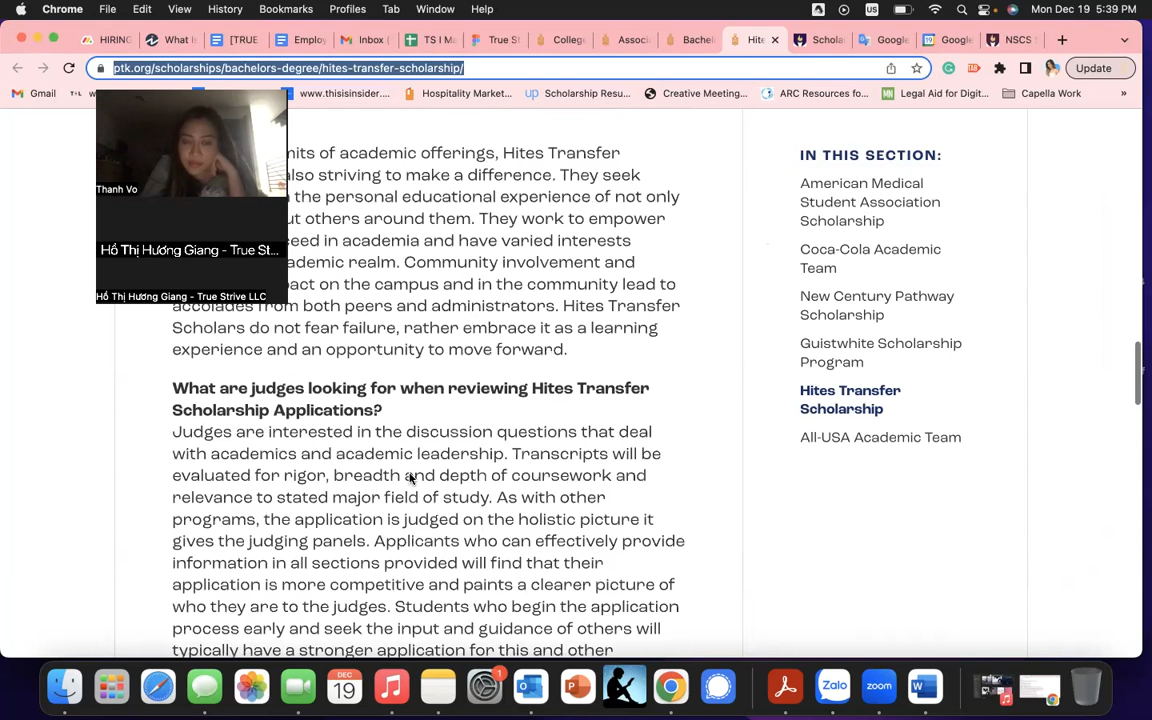 Chrome File Edit View History Bookmarks Profiles Tab Window Help
US
Mon Dec 19 5:39 PM
HIRING
What Is
[TRUE
Emplo
Inbox (
TS I Ma
True St
Colleg
Associ
Bachel
Hite
Schola
Google
Google
NSCS S
ptk.org/scholarships/bachelors-degree/hites-transfer-scholarship/
Update
Gmail
www.thisisinsider....
Hospitality Market...
Scholarship Resu...
Creative Meeting...
ARC Resources fo...
Legal Aid for Digit...
Capella Work
»
Thanh Vo
Hồ Thị Hương Giang - True St...
Hồ Thị Hương Giang - True Strive LLC
mits of academic offerings, Hites Transfer
also striving to make a difference. They seek
the personal educational experience of not only
ut others around them. They work to empower
ceed in academia and have varied interests
ademic realm. Community involvement and
pact on the campus and in the community lead to
accolades from both peers and administrators. Hites Transfer
Scholars do not fear failure, rather embrace it as a learning
experience and an opportunity to move forward.
What are judges looking for when reviewing Hites Transfer
Scholarship Applications?
Judges are interested in the discussion questions that deal
with academics and academic leadership. Transcripts will be
evaluated for rigor, breadth and depth of coursework and
relevance to stated major field of study. As with other
programs, the application is judged on the holistic picture it
gives the judging panels. Applicants who can effectively provide
information in all sections provided will find that their
application is more competitive and paints a clearer picture of
who they are to the judges. Students who begin the application
process early and seek the input and guidance of others will
typically have a stronger application for this and other
IN THIS SECTION:
American Medical
Student Association
Scholarship
Coca-Cola Academic
Team
New Century Pathway
Scholarship
Guistwhite Scholarship
Program
Hites Transfer
Scholarship
All-USA Academic Team
DEC
19
1
Zalo
zoom